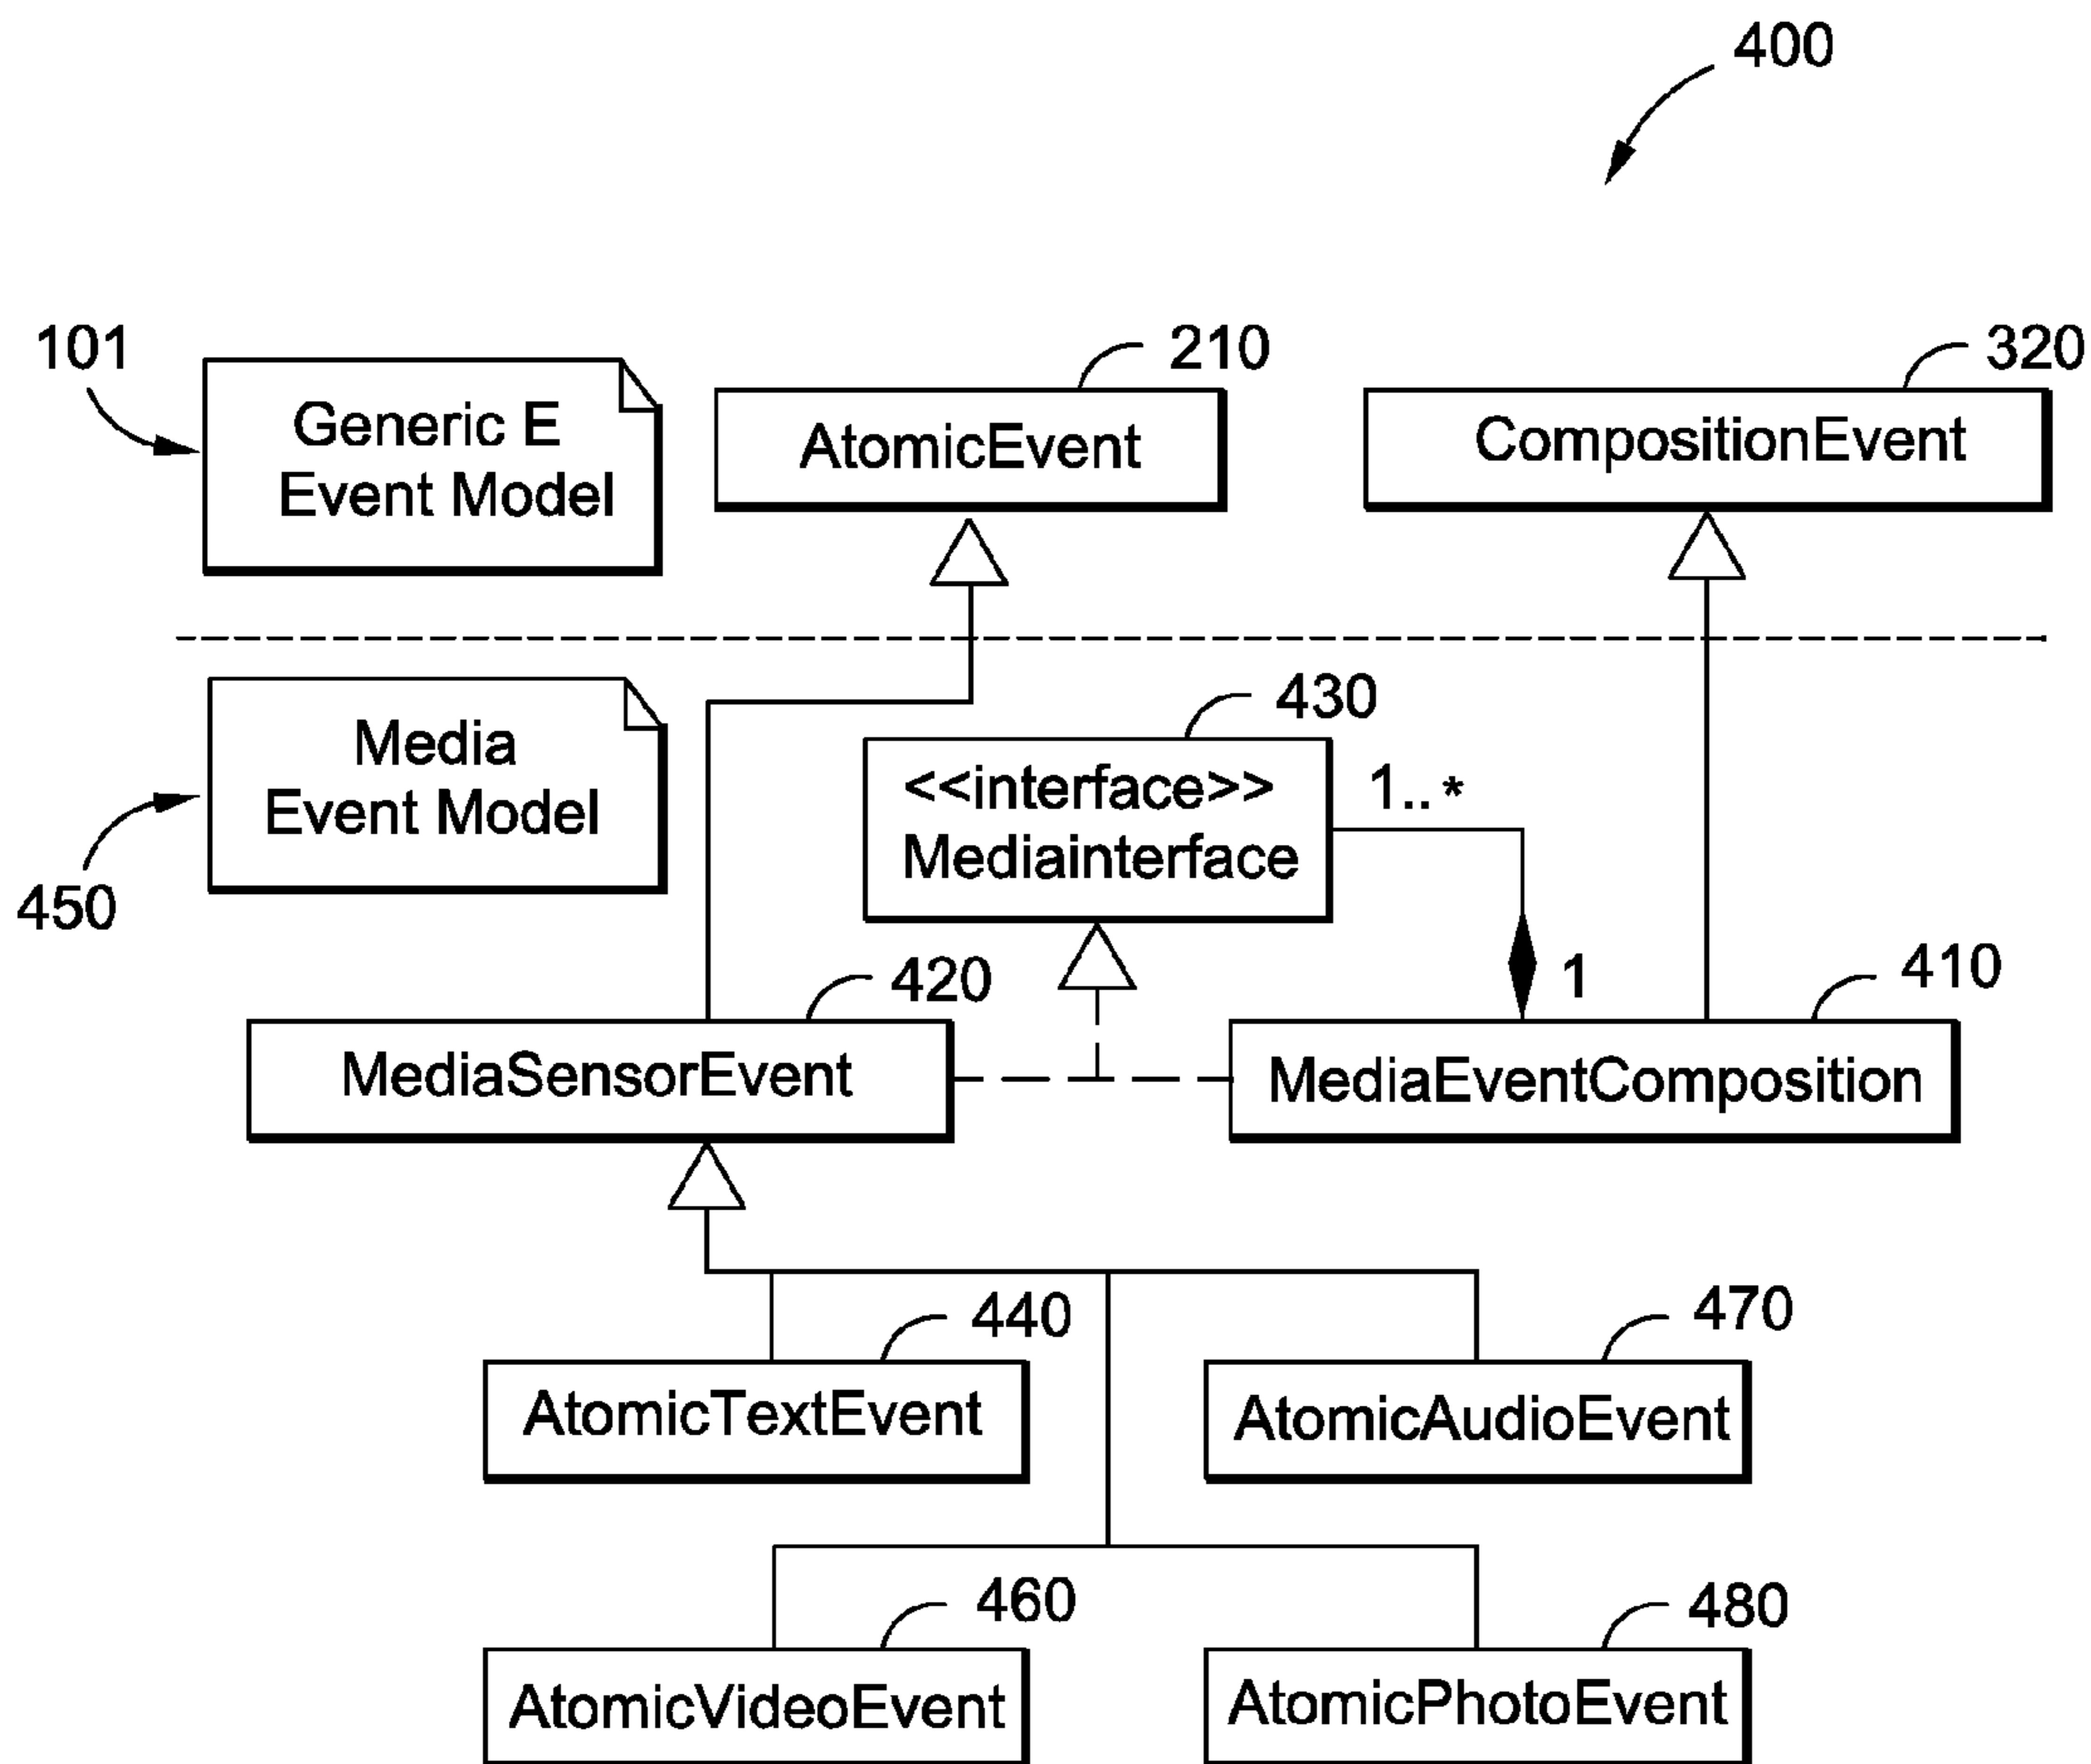 400
101
210
320
Generic E
Event Model
AtomicEvent
CompositionEvent
430
Media
Event Model
<<interface>>
Mediainterface
1..*
450
420
1
410
MediaSensorEvent
MediaEventComposition
440
470
AtomicTextEvent
AtomicAudioEvent
460
480
AtomicVideoEvent
AtomicPhotoEvent